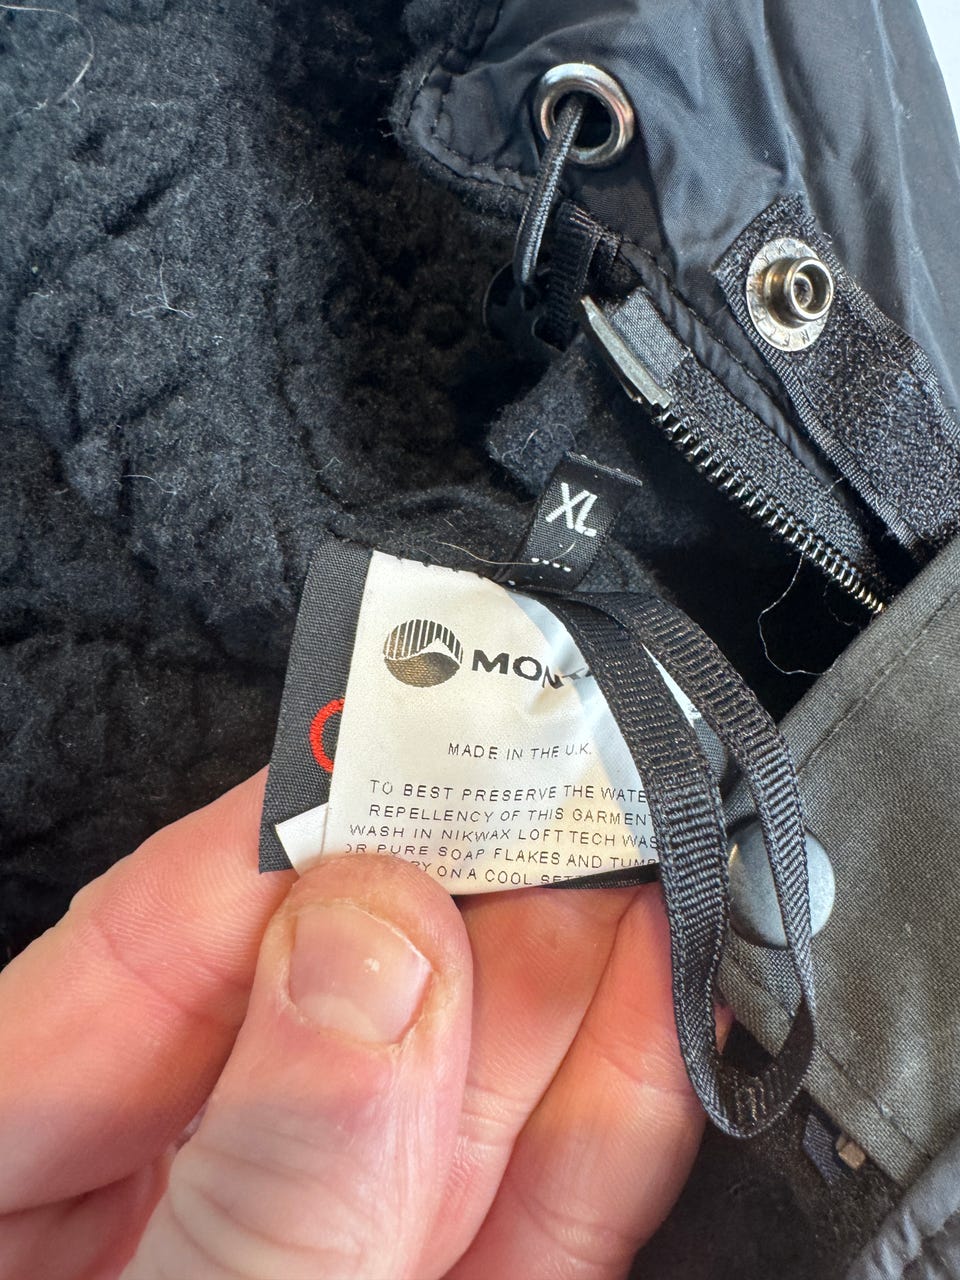 XL
MON
MADE IN THE U.K.
TO BEST PRESERVE THE WATE
REPELLENCY OF THIS GARMENT
WASH IN NIKWAX LOFT TECH WAS
OR PURE SOAP FLAKES AND TUM
RY ON A COOL SETT